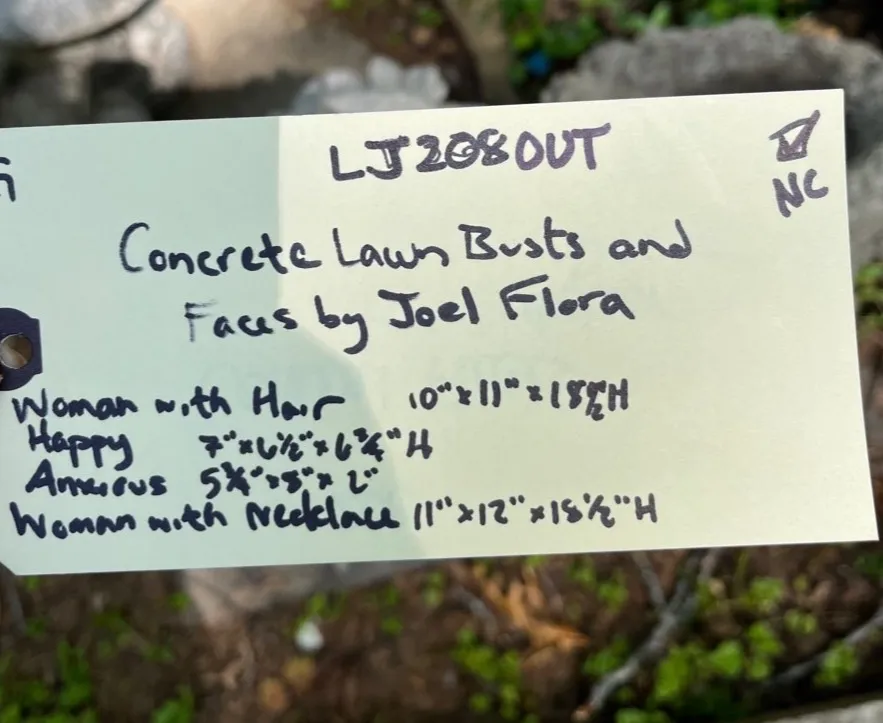 LJ208OUT
NC
Concrete Lawn Busts and
Faces by Joel Flora
Woman with Hair 10"x11"x18½"H
Happy 7"x6½"x6¾"H
5¾"x8"x2"
Woman with Necklace 11"x12"x18½"H